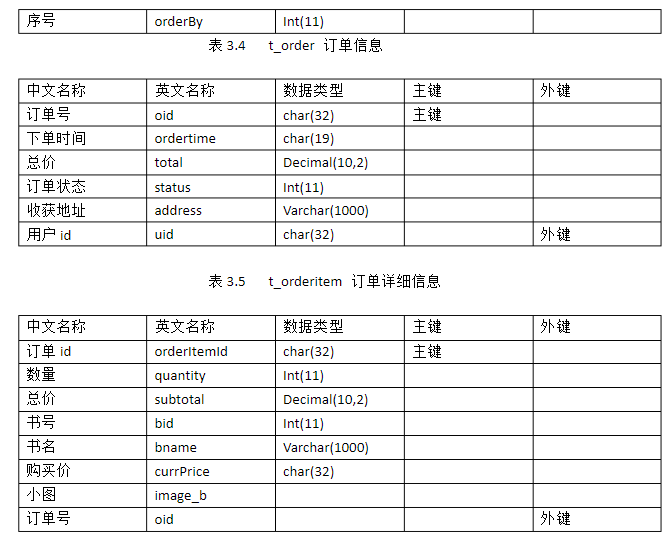 序号 orderBy Int(11)
表 3.4 t_order 订单信息
中文名称 英文名称 数据类型 主键 外键
订单号 oid char(32) 主键
下单时间 ordertime char(19)
总价 total Decimal(10,2)
订单状态 status Int(11)
收获地址 address Varchar(1000)
用户 id uid char(32) 外键
表 3.5 t_orderitem 订单详细信息
中文名称 英文名称 数据类型 主键 外键
订单 id orderItemId char(32) 主键
数量 quantity Int(11)
总价 subtotal Decimal(10,2)
书号 bid Int(11)
书名 bname Varchar(1000)
购买价 currPrice char(32)
小图 image_b
订单号 oid 外键